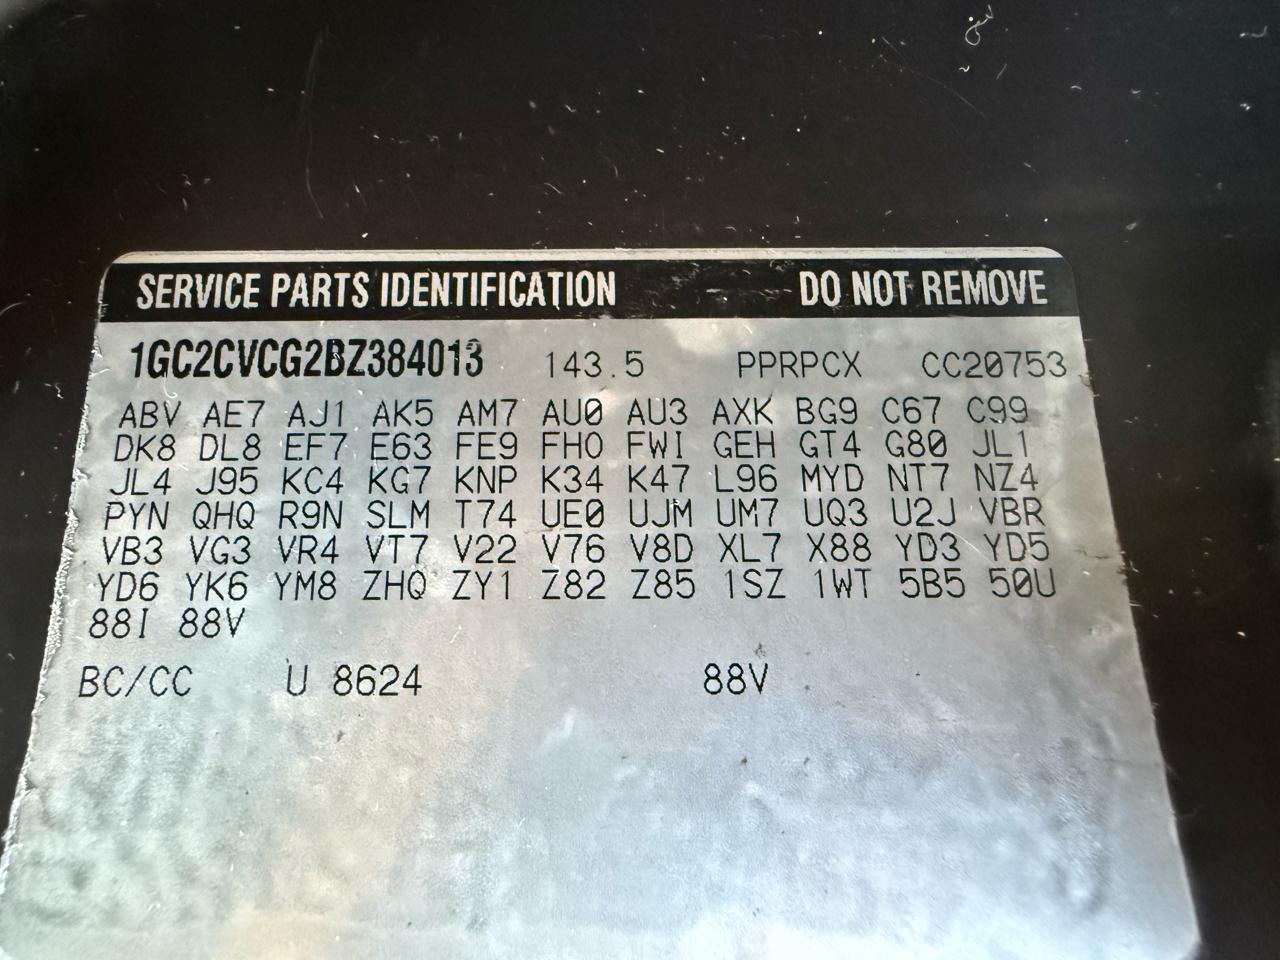 SERVICE PARTS IDENTIFICATION DO NOT REMOVE
1GC2CVCG2BZ384013 143.5 PPRPCX CC20753
ABV AE7 AJ1 AK5 AM7 AU0 AU3 AXK BG9 C67 C99
DK8 DL8 EF7 E63 FE9 FHO FWI GEH GT4 G80 JL1
JL4 J95 KC4 KG7 KNP K34 K47 L96 MYD NT7 NZ4
PYN QHQ R9N SLM T74 UE0 UJM UM7 UQ3 U2J VBR
VB3 VG3 VR4 VT7 V22 V76 V8D XL7 X88 YD3 YD5
YD6 YK6 YM8 ZHQ ZY1 Z82 Z85 1SZ 1WT 5B5 50U
88I 88V
BC/CC U 8624 88V